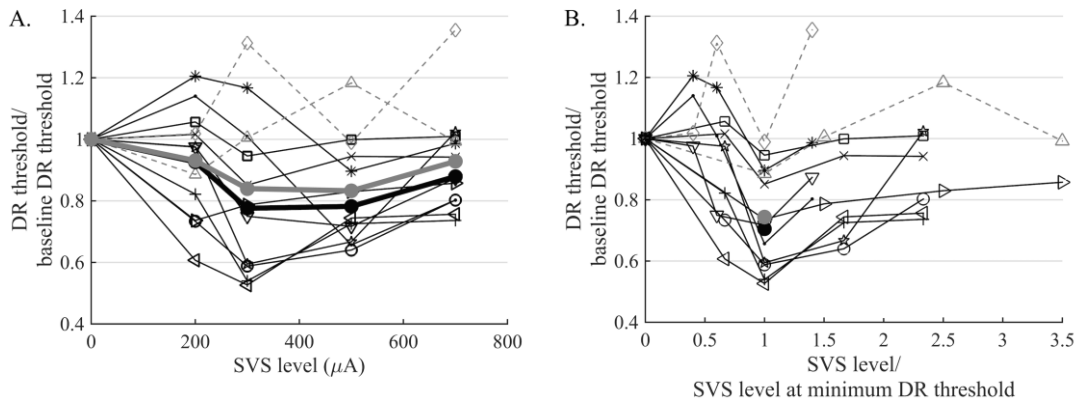 A.
DR threshold/
baseline DR threshold
1.4
1.2
1
0.8
0.6
0.4
0
200
400
600
800
SVS level (μA)
B.
DR threshold/
baseline DR threshold
1.4
1.2
1
0.8
0.6
0.4
0
0.5
1
1.5
2
2.5
3
3.5
SVS level/
SVS level at minimum DR threshold